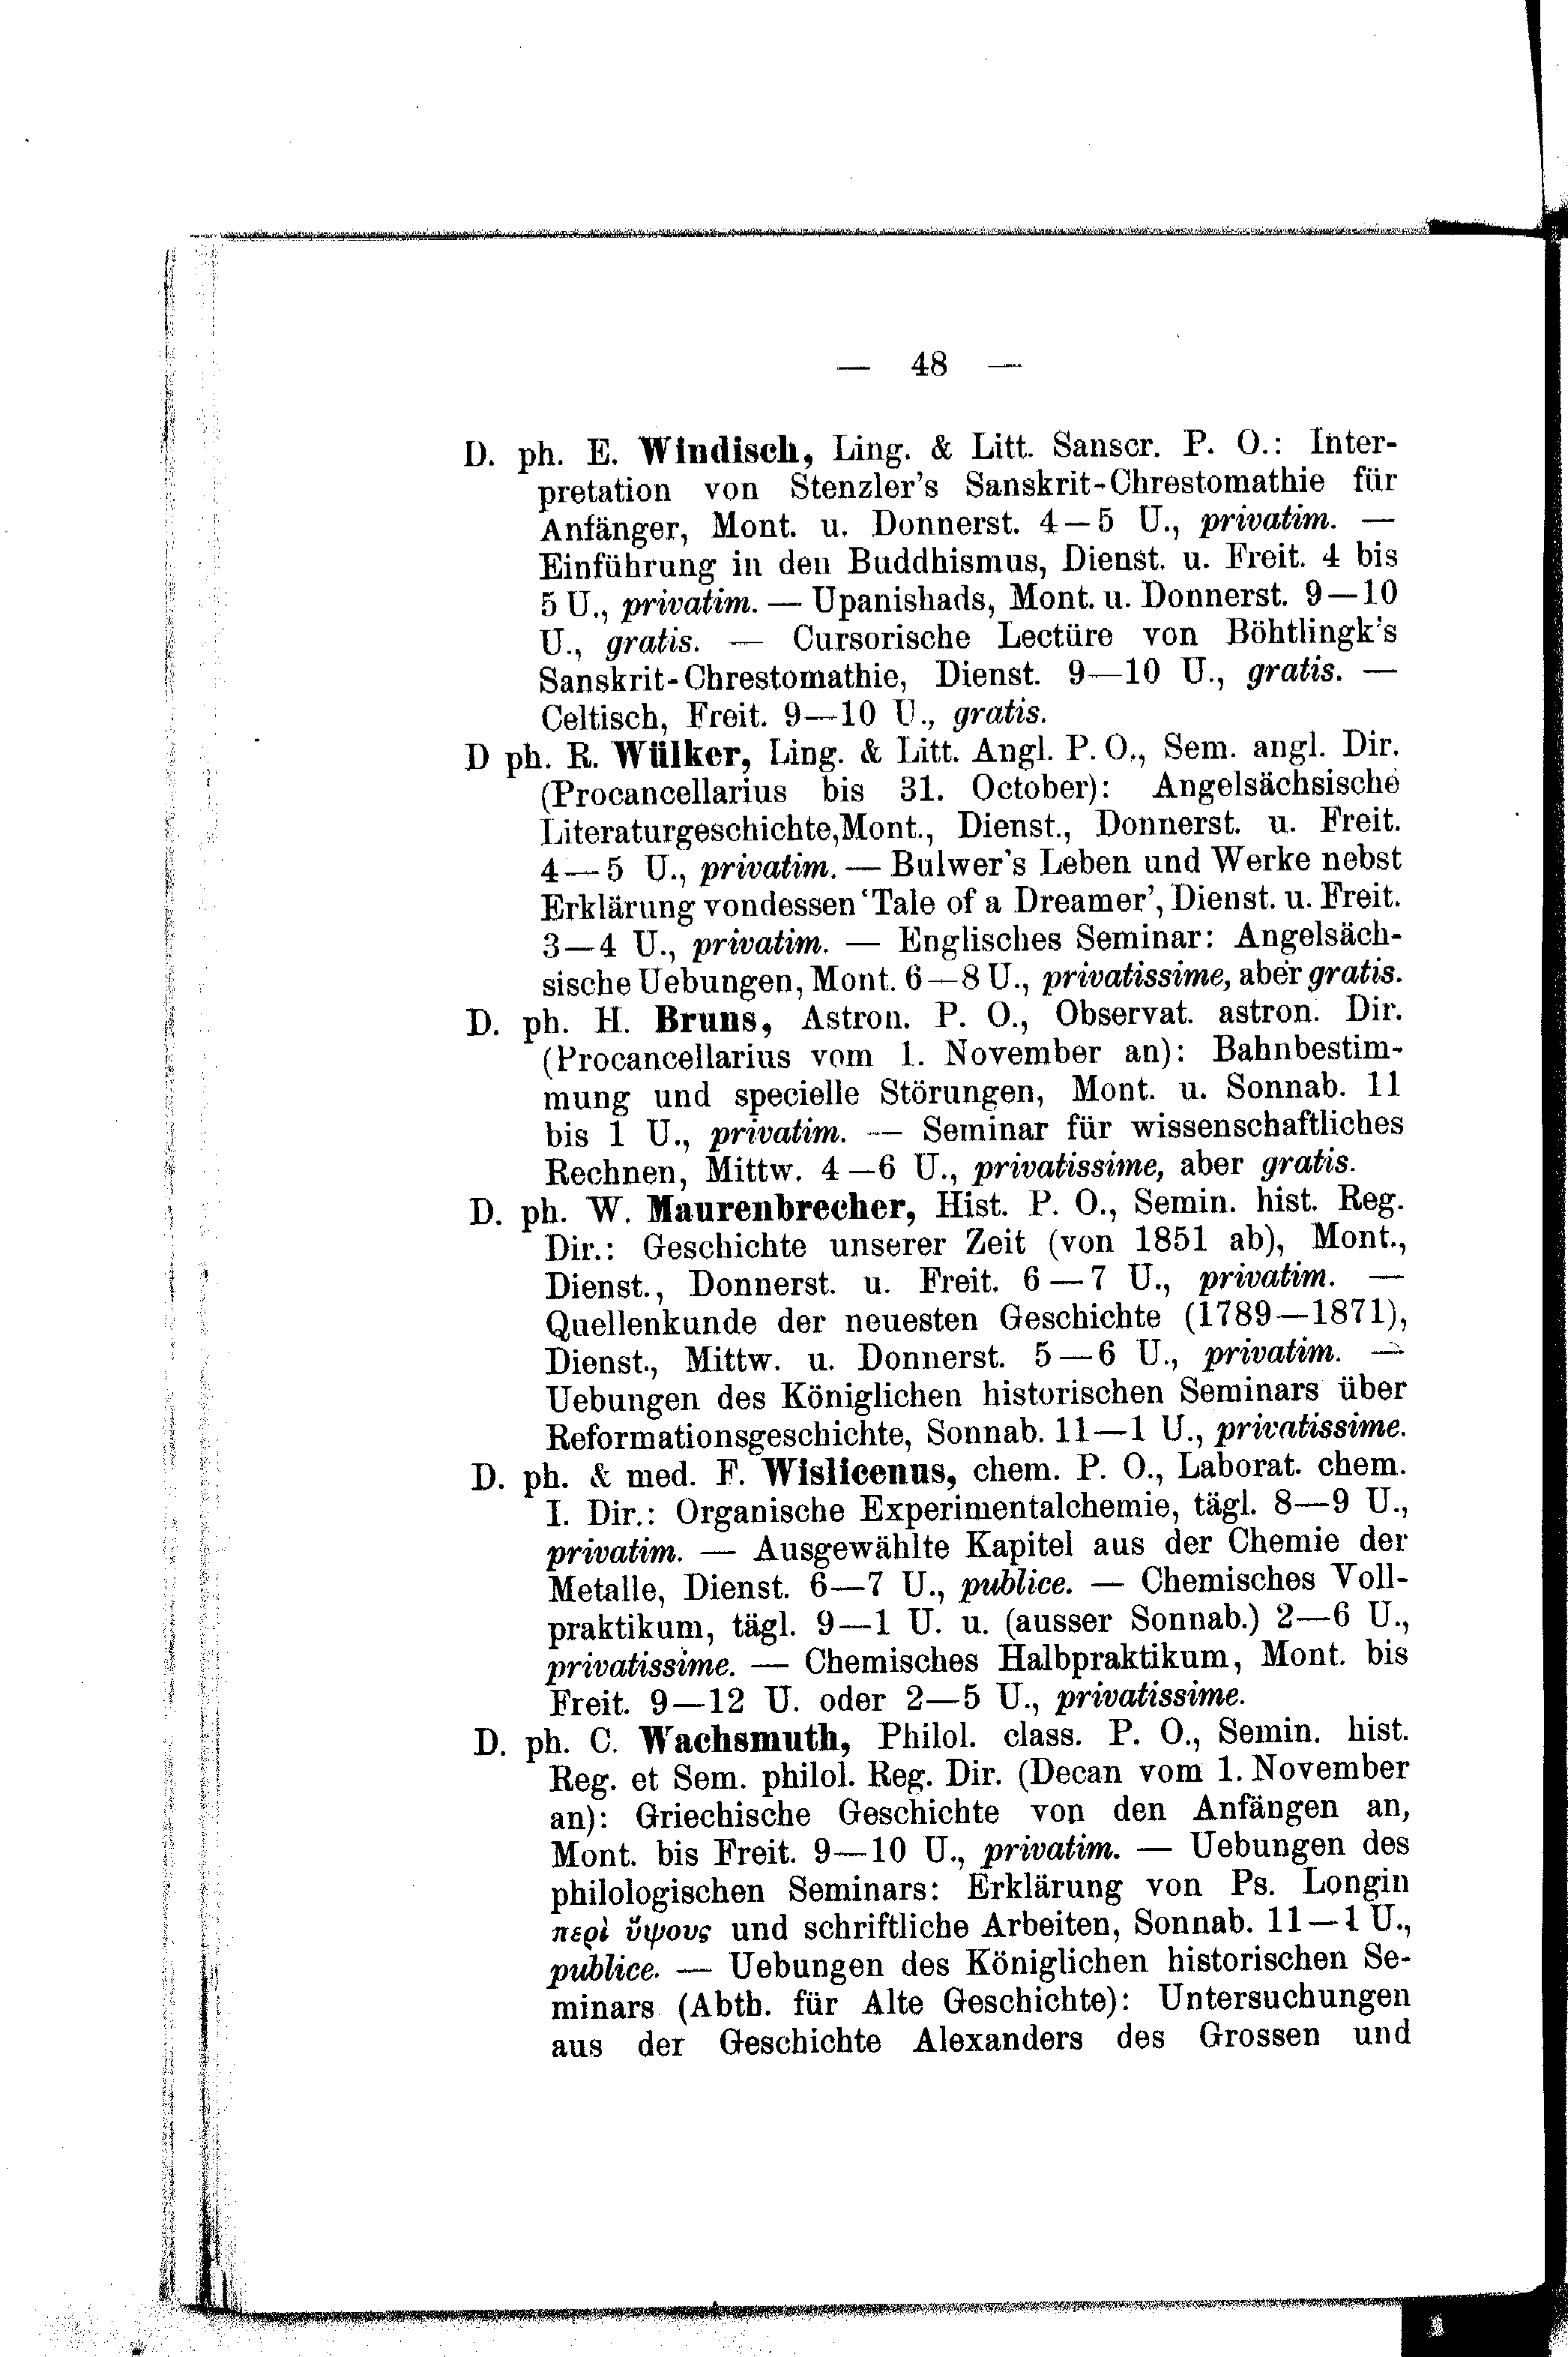 — 48 —
D. ph. E. Windisch, Ling. & Litt. Sanscr. P. O.: Inter-
pretation von Stenzler's Sanskrit-Chrestomathie für
Anfänger, Mont. u. Donnerst. 4—5 U., privatim. —
Einführung in den Buddhismus, Dienst. u. Freit. 4 bis
5 U., privatim. — Upanishads, Mont. u. Donnerst. 9—10
U., gratis. — Cursorische Lectüre von Böhtlingk's
Sanskrit-Chrestomathie, Dienst. 9—10 U., gratis. —
Celtisch, Freit. 9—10 U., gratis.
D ph. R. Wülker, Ling. & Litt. Angl. P. O., Sem. angl. Dir.
(Procancellarius bis 31. October): Angelsächsische
Literaturgeschichte,Mont., Dienst., Donnerst. u. Freit.
4—5 U., privatim. — Bulwer's Leben und Werke nebst
Erklärung vondessen 'Tale of a Dreamer', Dienst. u. Freit.
3—4 U., privatim. — Englisches Seminar: Angelsäch-
sische Uebungen, Mont. 6—8 U., privatissime, aber gratis.
D. ph. H. Bruns, Astron. P. O., Observat. astron. Dir.
(Procancellarius vom 1. November an): Bahnbestim-
mung und specielle Störungen, Mont. u. Sonnab. 11
bis 1 U., privatim. — Seminar für wissenschaftliches
Rechnen, Mittw. 4—6 U., privatissime, aber gratis.
D. ph. W. Maurenbrecher, Hist. P. O., Semin. hist. Reg.
Dir.: Geschichte unserer Zeit (von 1851 ab), Mont.,
Dienst., Donnerst. u. Freit. 6—7 U., privatim. —
Quellenkunde der neuesten Geschichte (1789—1871),
Dienst., Mittw. u. Donnerst. 5—6 U., privatim. —
Uebungen des Königlichen historischen Seminars über
Reformationsgeschichte, Sonnab. 11—1 U., privatissime.
D. ph. & med. F. Wislicenus, chem. P. O., Laborat. chem.
I. Dir.: Organische Experimentalchemie, tägl. 8—9 U.,
privatim. — Ausgewählte Kapitel aus der Chemie der
Metalle, Dienst. 6—7 U., publice. — Chemisches Voll-
praktikum, tägl. 9—1 U. u. (ausser Sonnab.) 2—6 U.,
privatissime. — Chemisches Halbpraktikum, Mont. bis
Freit. 9—12 U. oder 2—5 U., privatissime.
D. ph. C. Wachsmuth, Philol. class. P. O., Semin. hist.
Reg. et Sem. philol. Reg. Dir. (Decan vom 1. November
an): Griechische Geschichte von den Anfängen an,
Mont. bis Freit. 9—10 U., privatim. — Uebungen des
philologischen Seminars: Erklärung von Ps. Longin
περὶ ὕψους und schriftliche Arbeiten, Sonnab. 11—1 U.,
publice. — Uebungen des Königlichen historischen Se-
minars (Abth. für Alte Geschichte): Untersuchungen
aus der Geschichte Alexanders des Grossen und